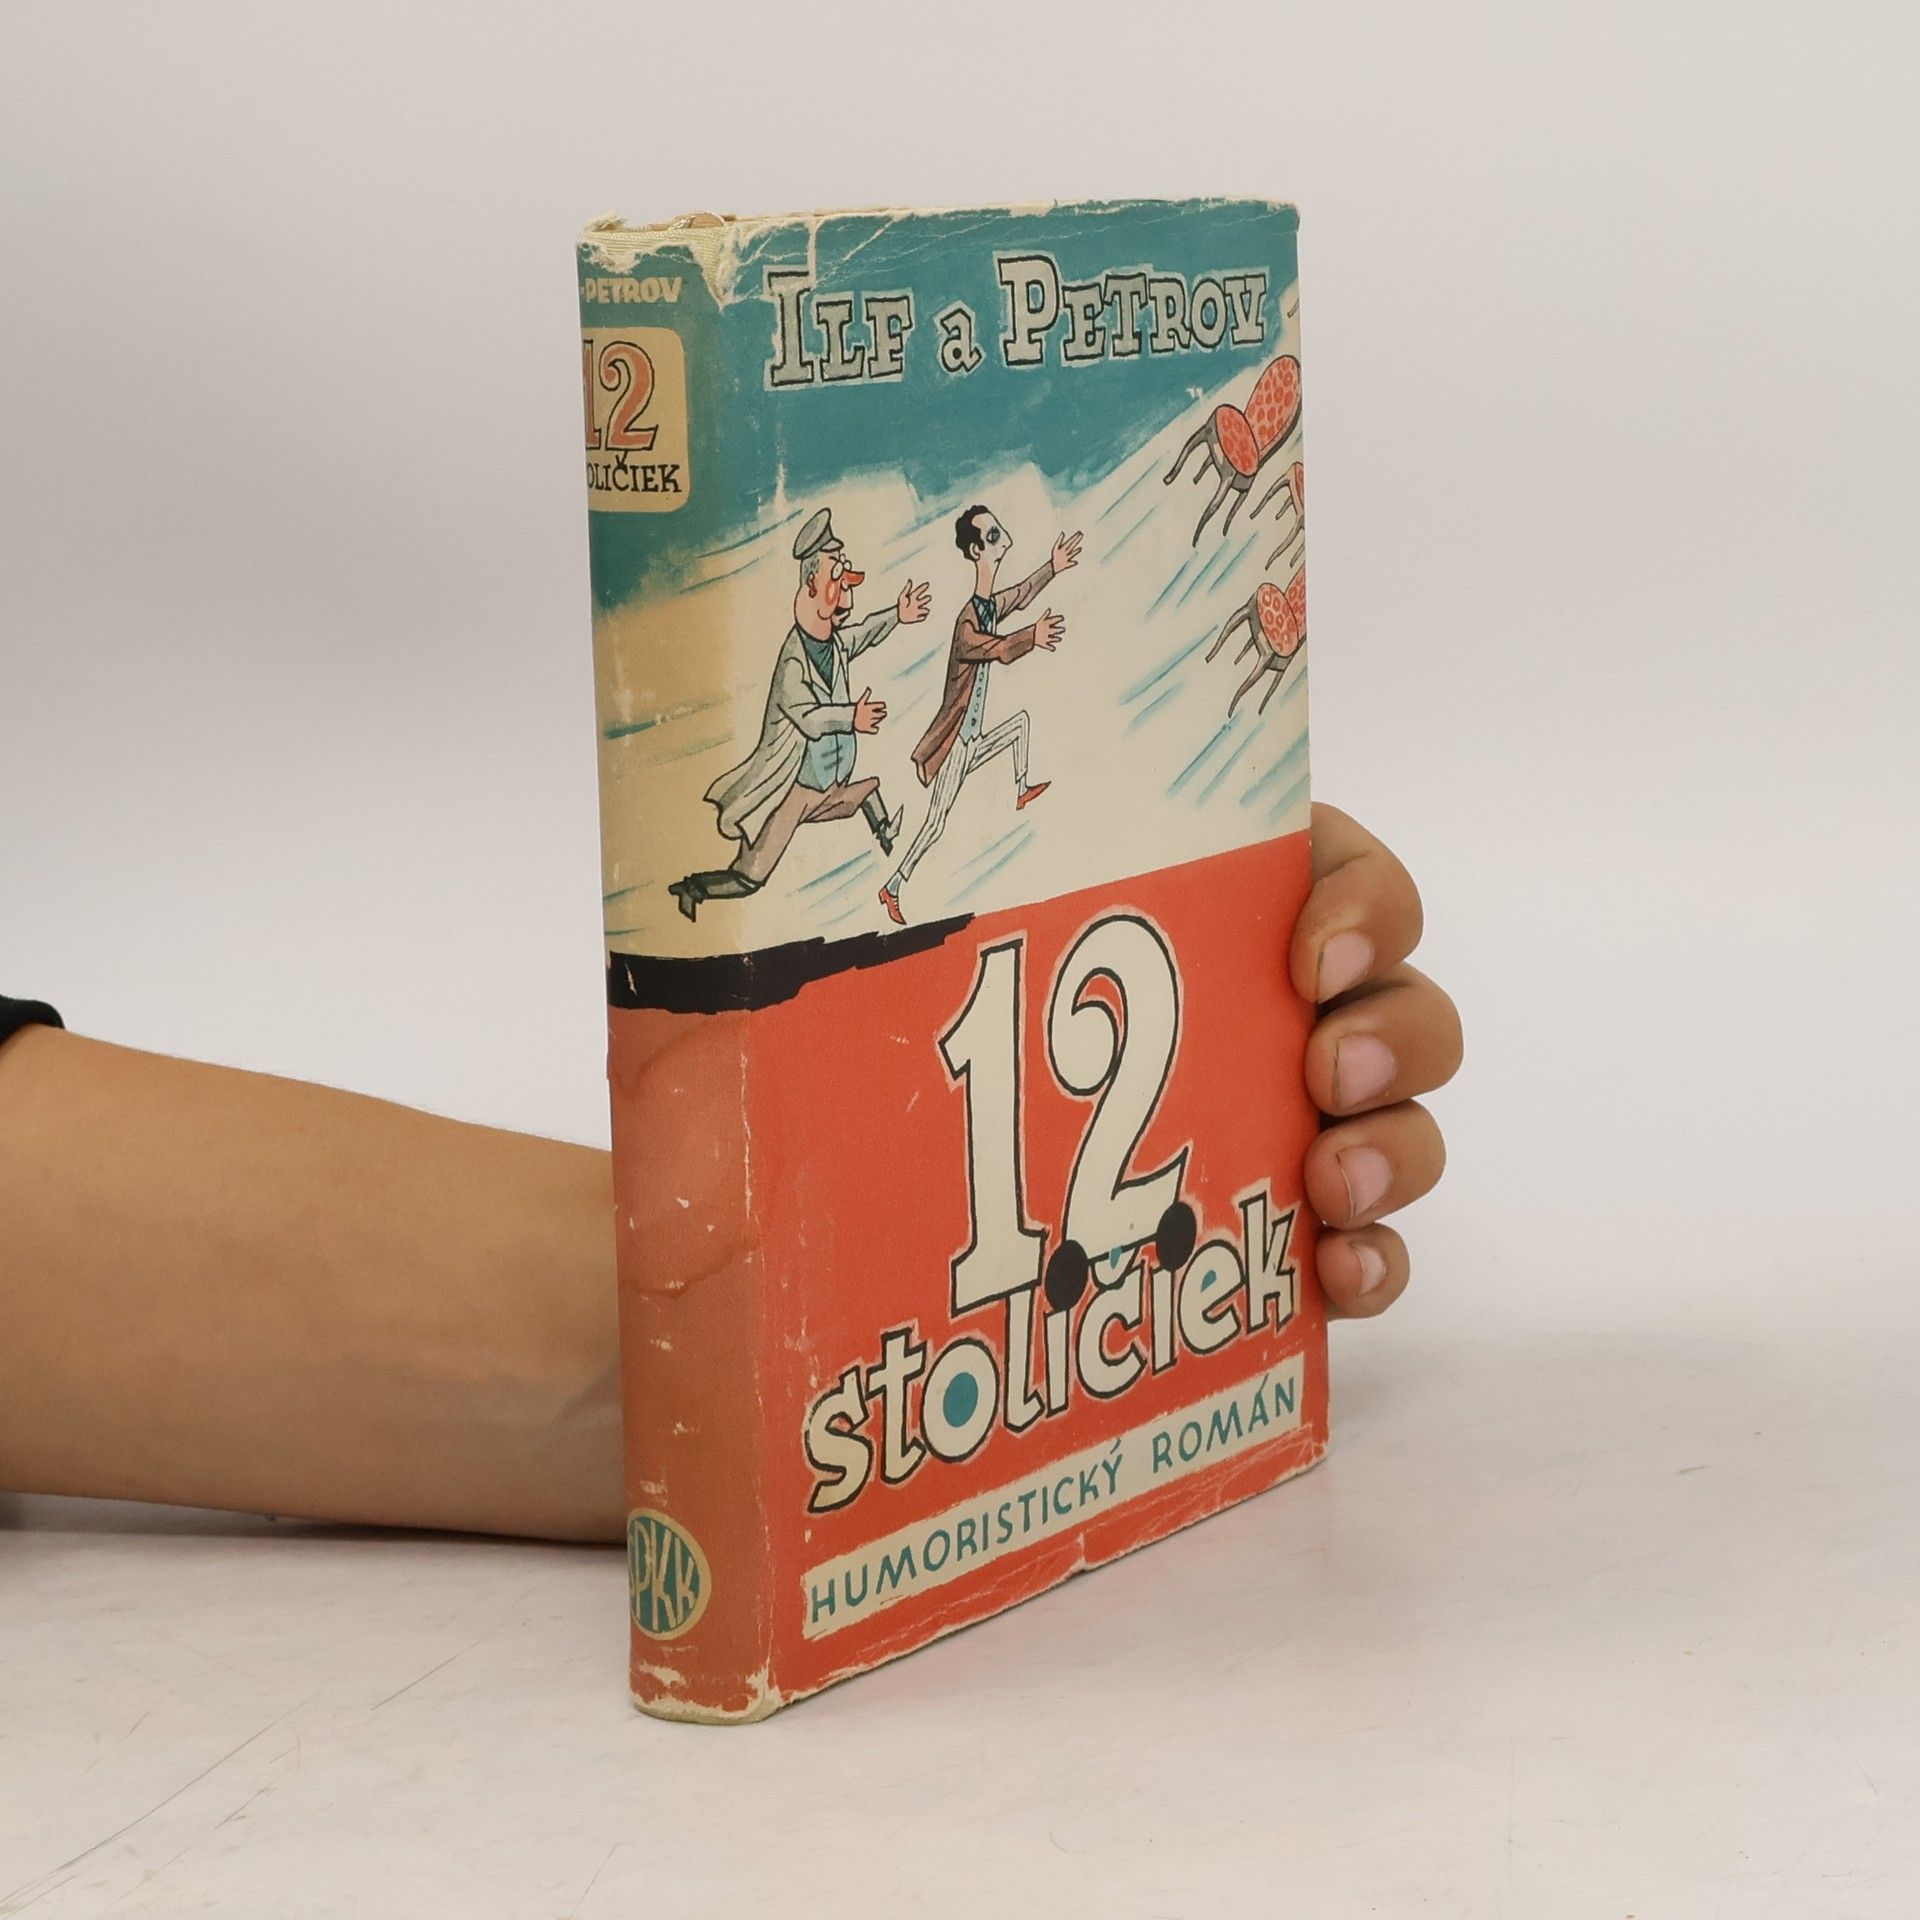 -PETROV
12
OLIČIEK
SPKK
ILF a PETROV
12
stoličiek
HUMORISTICKÝ ROMÁN